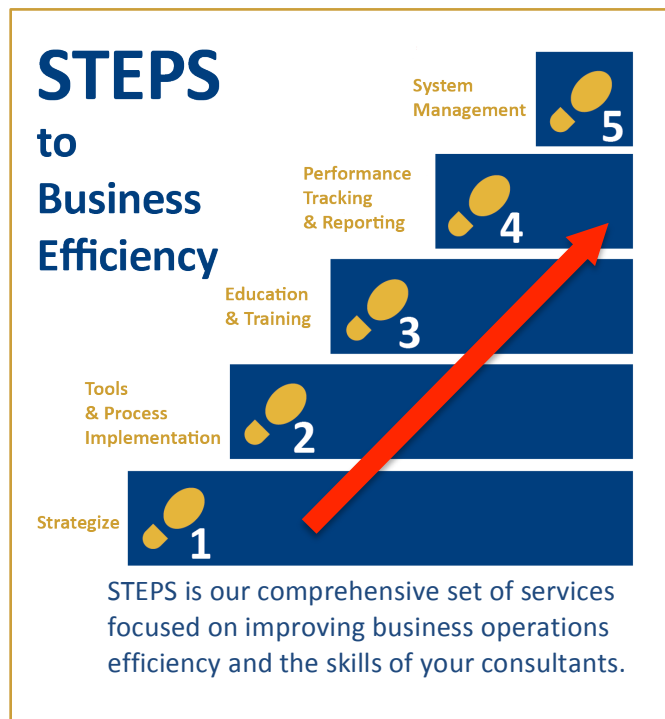 STEPS
to
Business
Efficiency
System
Management
5
Performance
Tracking
& Reporting
4
Education
& Training
3
Tools
& Process
Implementation
2
Strategize
1
STEPS is our comprehensive set of services
focused on improving business operations
efficiency and the skills of your consultants.